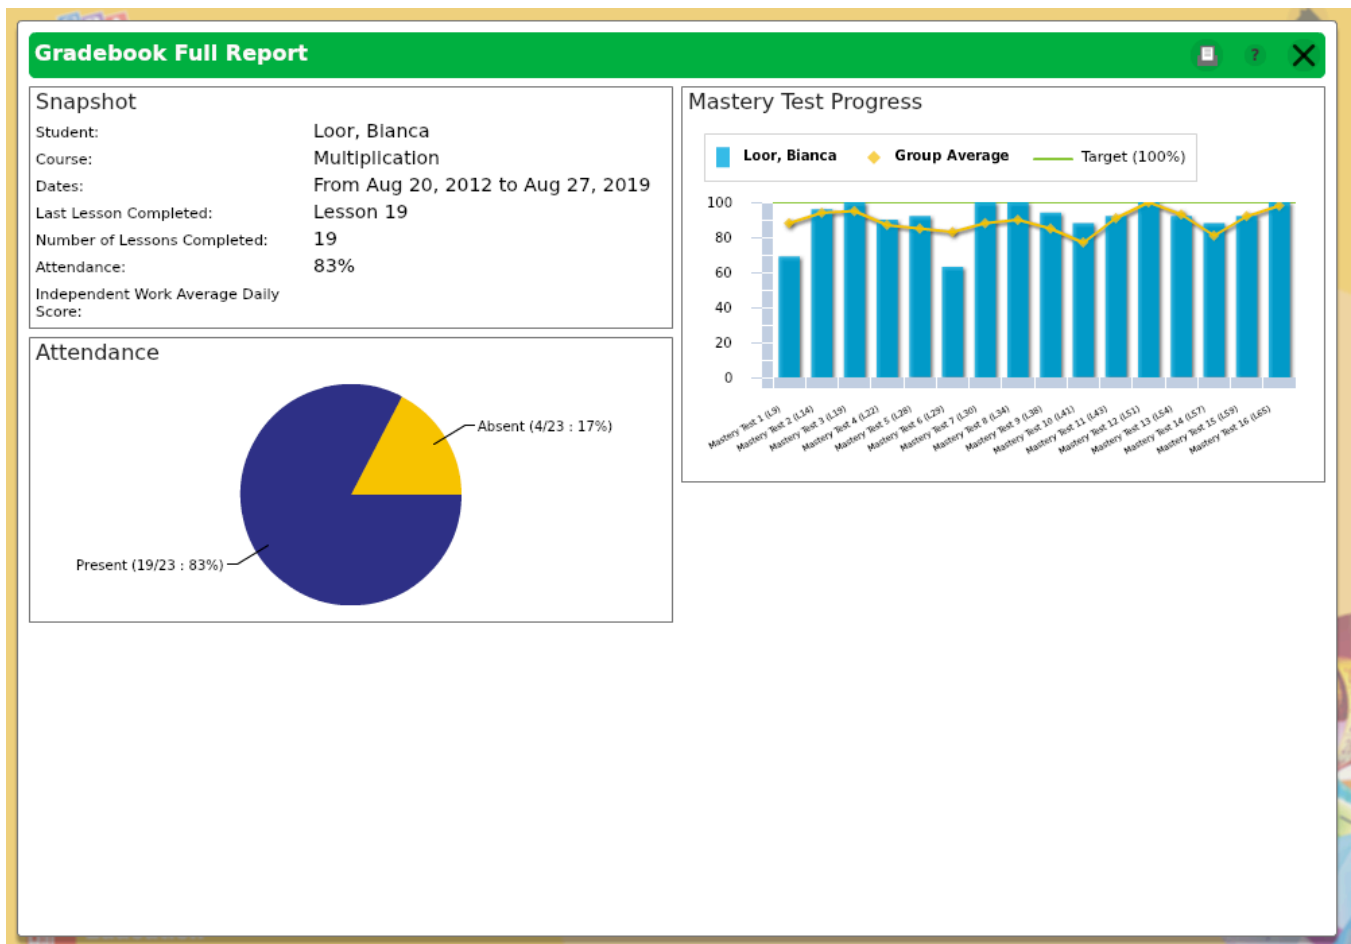 Gradebook Full Report
?
Snapshot
Student: Loor, Bianca
Course: Multiplication
Dates: From Aug 20, 2012 to Aug 27, 2019
Last Lesson Completed: Lesson 19
Number of Lessons Completed: 19
Attendance: 83%
Independent Work Average Daily
Score:
Attendance
Absent (4/23 : 17%)
Present (19/23 : 83%)
Mastery Test Progress
Loor, Bianca Group Average Target (100%)
100
80
60
40
20
0
Mastery Test 1 (L9)
Mastery Test 2 (L14)
Mastery Test 3 (L19)
Mastery Test 4 (L22)
Mastery Test 5 (L28)
Mastery Test 6 (L29)
Mastery Test 7 (L30)
Mastery Test 8 (L34)
Mastery Test 9 (L38)
Mastery Test 10 (L41)
Mastery Test 11 (L43)
Mastery Test 12 (L51)
Mastery Test 13 (L54)
Mastery Test 14 (L57)
Mastery Test 15 (L59)
Mastery Test 16 (L65)